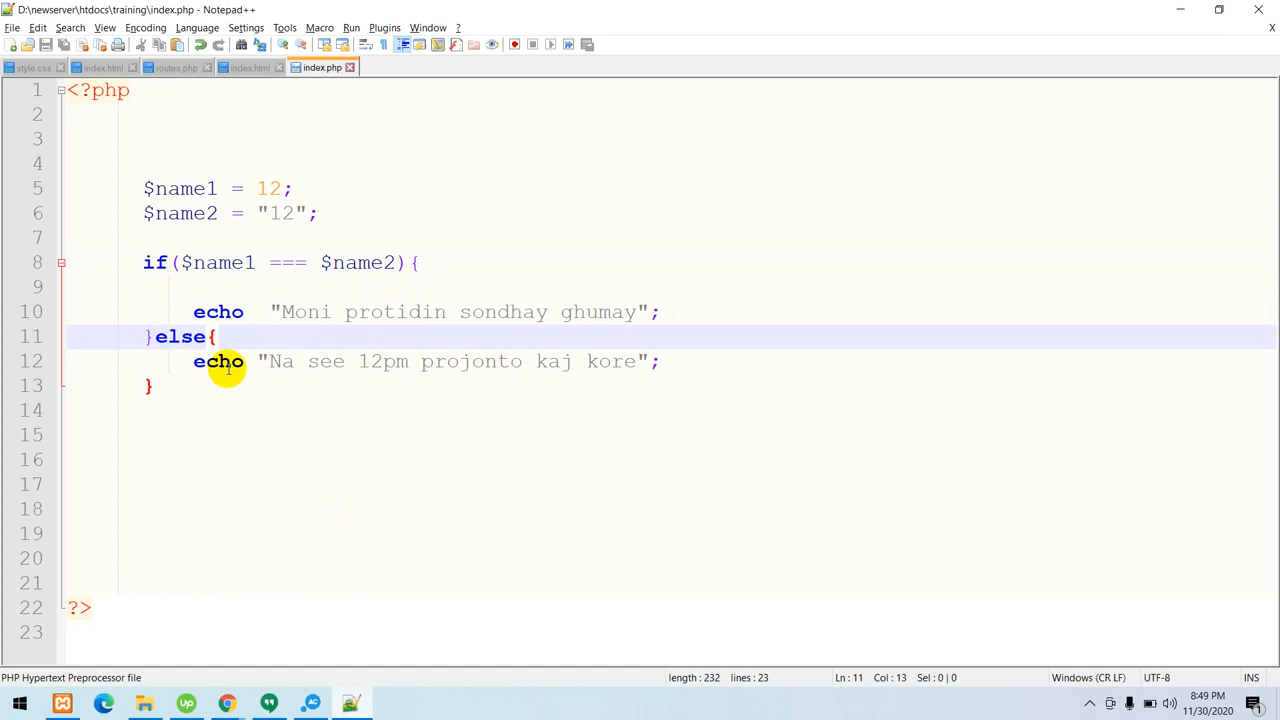 D:\newserver\htdocs\training\index.php - Notepad++
File Edit Search View Encoding Language Settings Tools Macro Run Plugins Window ?
X
style.css index.html routes.php index.html index.php
1 <?php
2
3
4
5 $name1 = 12;
6 $name2 = "12";
7
8 if($name1 === $name2){
9
10 echo "Moni protidin sondhay ghumay";
11 }else{
12 echo "Na see 12pm projonto kaj kore";
13 }
14
15
16
17
18
19
20
21
22 ?>
23
PHP Hypertext Preprocessor file length : 232 lines : 23 Ln : 11 Col : 13 Sel : 0 | 0 Windows (CR LF) UTF-8 INS
Up AC 8:49 PM
11/30/2020 1